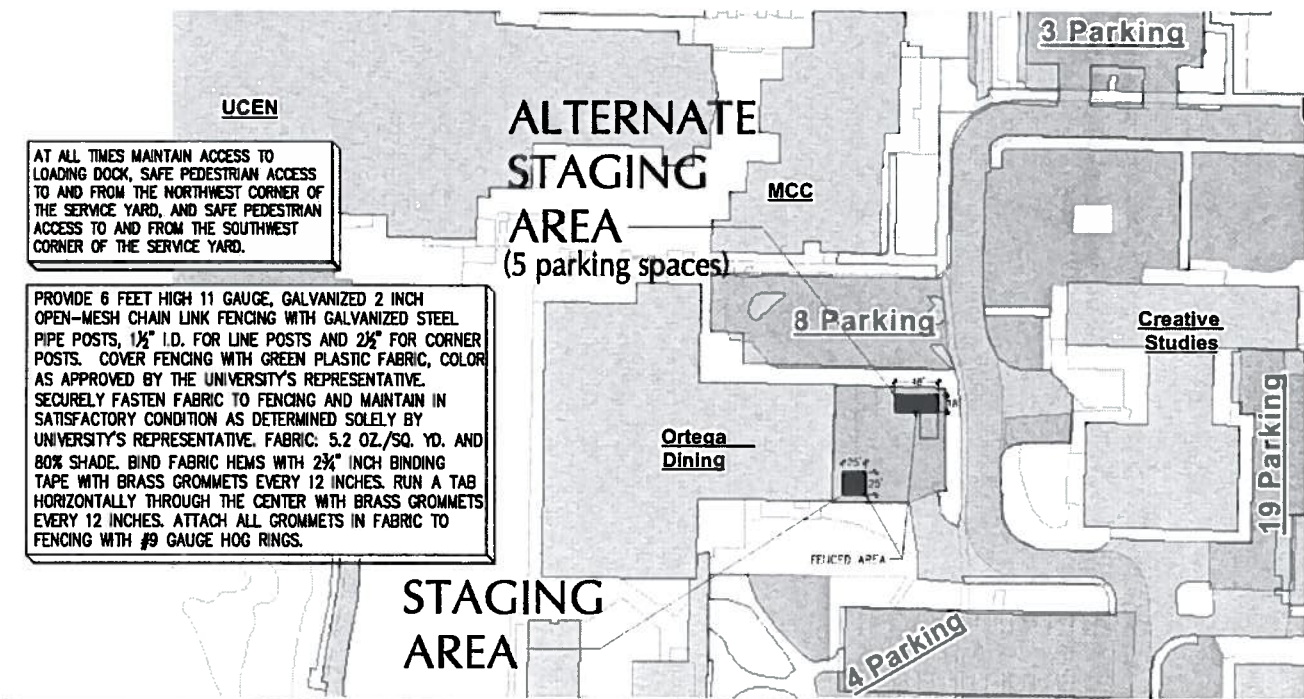 3 Parking
UCEN
ALTERNATE
STAGING
AREA
(5 parking spaces)
MCC
AT ALL TIMES MAINTAIN ACCESS TO
LOADING DOCK, SAFE PEDESTRIAN ACCESS
TO AND FROM THE NORTHWEST CORNER OF
THE SERVICE YARD, AND SAFE PEDESTRIAN
ACCESS TO AND FROM THE SOUTHWEST
CORNER OF THE SERVICE YARD.
PROVIDE 6 FEET HIGH 11 GAUGE, GALVANIZED 2 INCH
OPEN-MESH CHAIN LINK FENCING WITH GALVANIZED STEEL
PIPE POSTS, 1½" I.D. FOR LINE POSTS AND 2½" FOR CORNER
POSTS. COVER FENCING WITH GREEN PLASTIC FABRIC, COLOR
AS APPROVED BY THE UNIVERSITY'S REPRESENTATIVE.
SECURELY FASTEN FABRIC TO FENCING AND MAINTAIN IN
SATISFACTORY CONDITION AS DETERMINED SOLELY BY
UNIVERSITY'S REPRESENTATIVE. FABRIC: 5.2 OZ./SQ. YD. AND
80% SHADE. BIND FABRIC HEMS WITH 2¾" INCH BINDING
TAPE WITH BRASS GROMMETS EVERY 12 INCHES. RUN A TAB
HORIZONTALLY THROUGH THE CENTER WITH BRASS GROMMETS
EVERY 12 INCHES. ATTACH ALL GROMMETS IN FABRIC TO
FENCING WITH #9 GAUGE HOG RINGS.
8 Parking
Creative
Studies
19 Parking
Ortega
Dining
25'
25'
FENCED AREA
STAGING
AREA
4 Parking